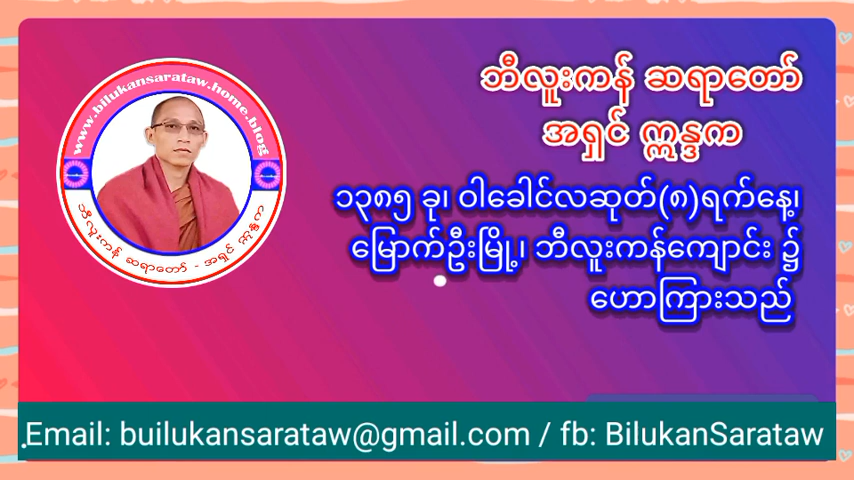 www.bilukansarataw.home.blog
ဘီလူးကန် ဆရာတော် - အရှင် ဣန္ဒက
ဘီလူးကန် ဆရာတော်
အရှင် ဣန္ဒက
၁၃၈၅ ခု၊ ဝါခေါင်လဆုတ်(၈)ရက်နေ့၊
မြောက်ဦးမြို့၊ ဘီလူးကန်ကျောင်း ၌
ဟောကြားသည်
Email: builukansarataw@gmail.com / fb: BilukanSarataw